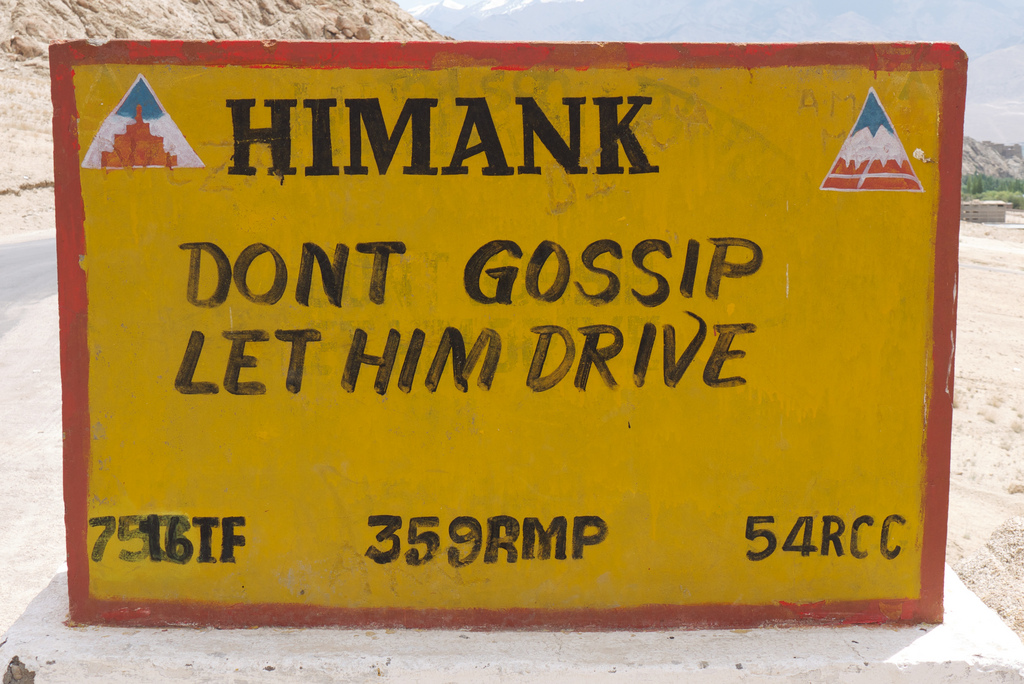 HIMANK
DONT GOSSIP
LET HIM DRIVE
359RMP 54RCC